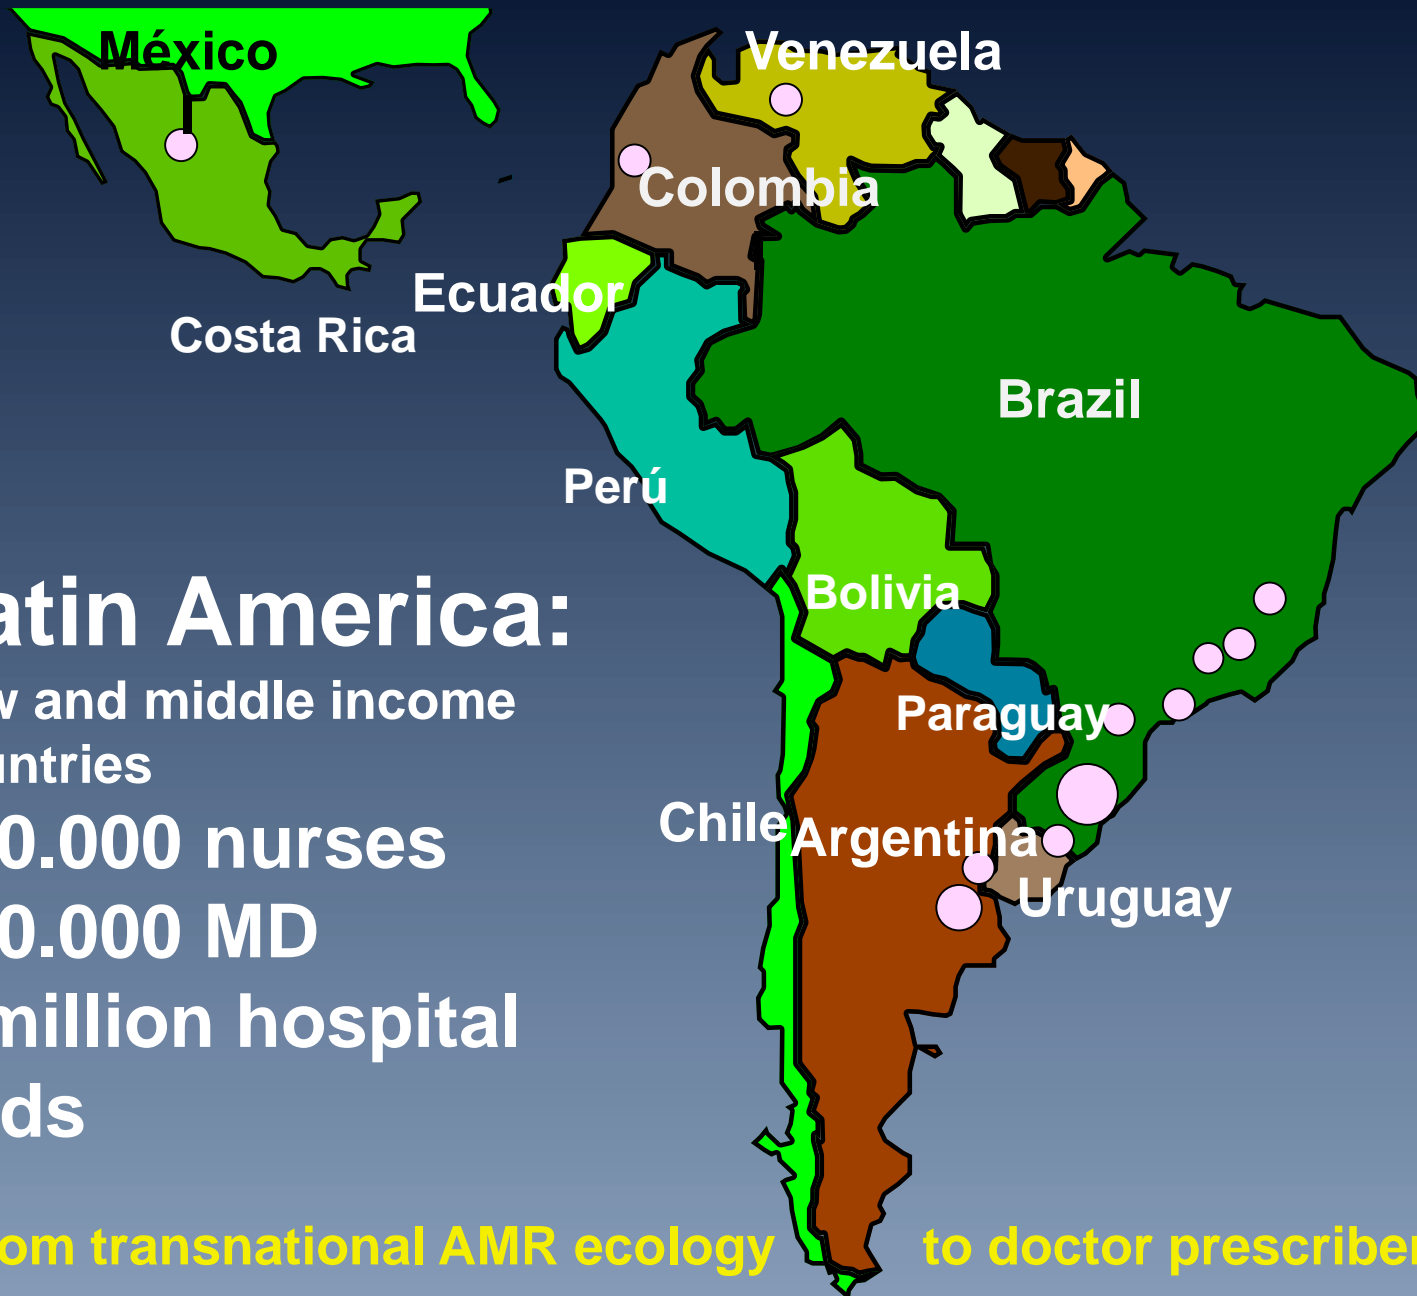 México
Venezuela
Colombia
Ecuador
Costa Rica
Brazil
Perú
Bolivia
atin America:
w and middle income
untries
Paraguay
0.000 nurses
Chile
Argentina
Uruguay
0.000 MD
million hospital
ds
om transnational AMR ecology to doctor prescriber